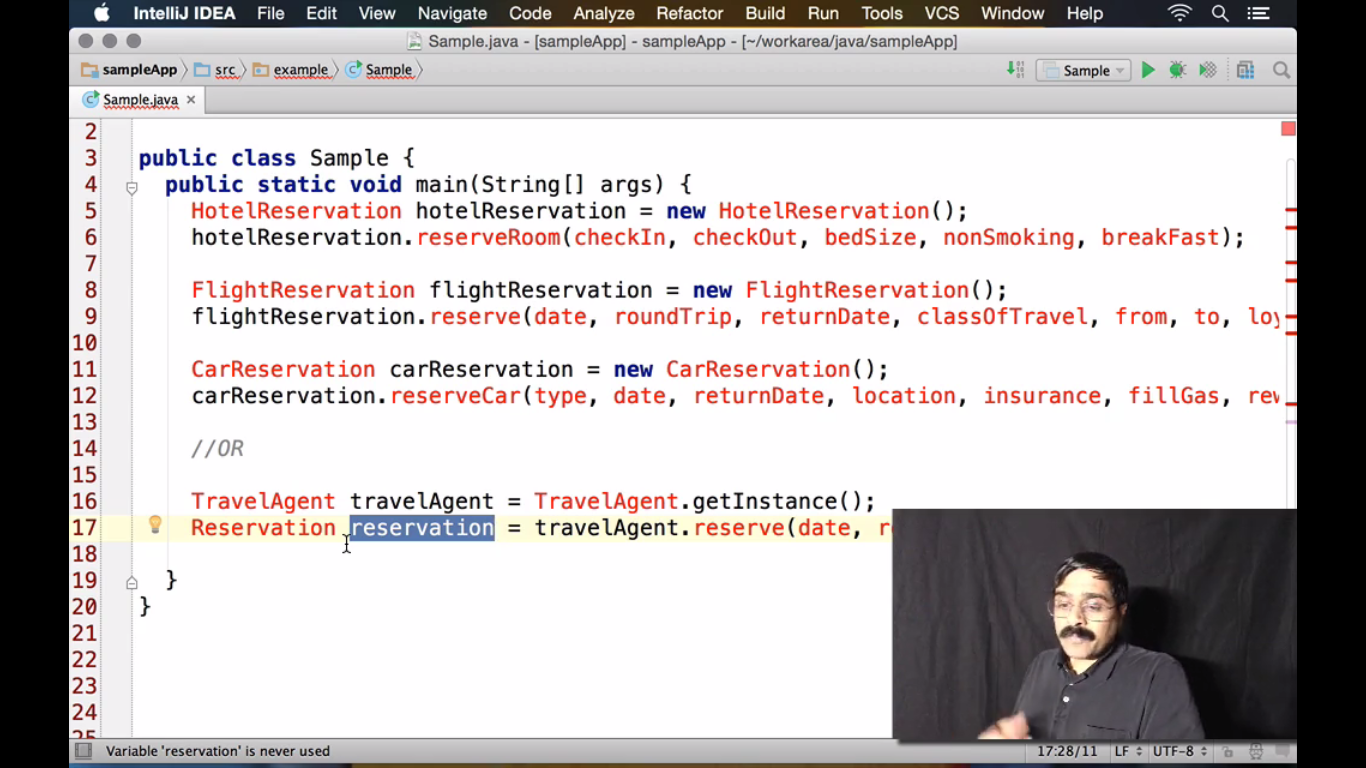 IntelliJ IDEA File Edit View Navigate Code Analyze Refactor Build Run Tools VCS Window Help
Sample.java - [sampleApp] - sampleApp - [~/workarea/java/sampleApp]
sampleApp src example Sample Sample
Sample.java
2
3 public class Sample {
4 public static void main(String[] args) {
5 HotelReservation hotelReservation = new HotelReservation();
6 hotelReservation.reserveRoom(checkIn, checkOut, bedSize, nonSmoking, breakFast);
7
8 FlightReservation flightReservation = new FlightReservation();
9 flightReservation.reserve(date, roundTrip, returnDate, classOfTravel, from, to, loy
10
11 CarReservation carReservation = new CarReservation();
12 carReservation.reserveCar(type, date, returnDate, location, insurance, fillGas, rew
13
14 //OR
15
16 TravelAgent travelAgent = TravelAgent.getInstance();
17 Reservation reservation = travelAgent.reserve(date,
18
19 }
20 }
21
22
23
24
Variable 'reservation' is never used 17:28/11 LF UTF-8